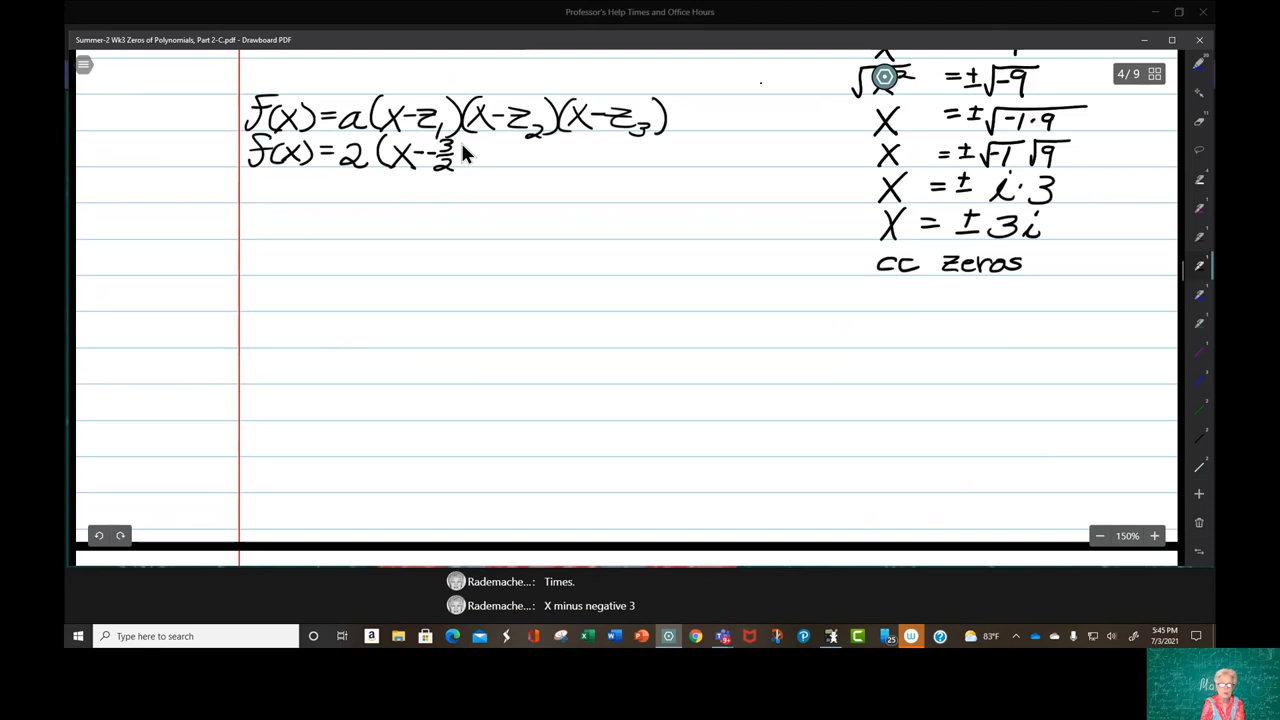 Professor's Help Times and Office Hours
Summer-2 Wk3 Zeros of Polynomials, Part 2-C.pdf - Drawboard PDF
4/9
= ±√-9
f(x) = a(x-z₁)(x-z₂)(x-z₃)
x = ±√-1·9
f(x) = 2(x--3/2
x = ±√-1 √9
x = ± i·3
x = ± 3i
cc zeros
150%
Rademache...: Times.
Rademache...: X minus negative 3
Type here to search
83°F
5:45 PM
7/3/2021
25